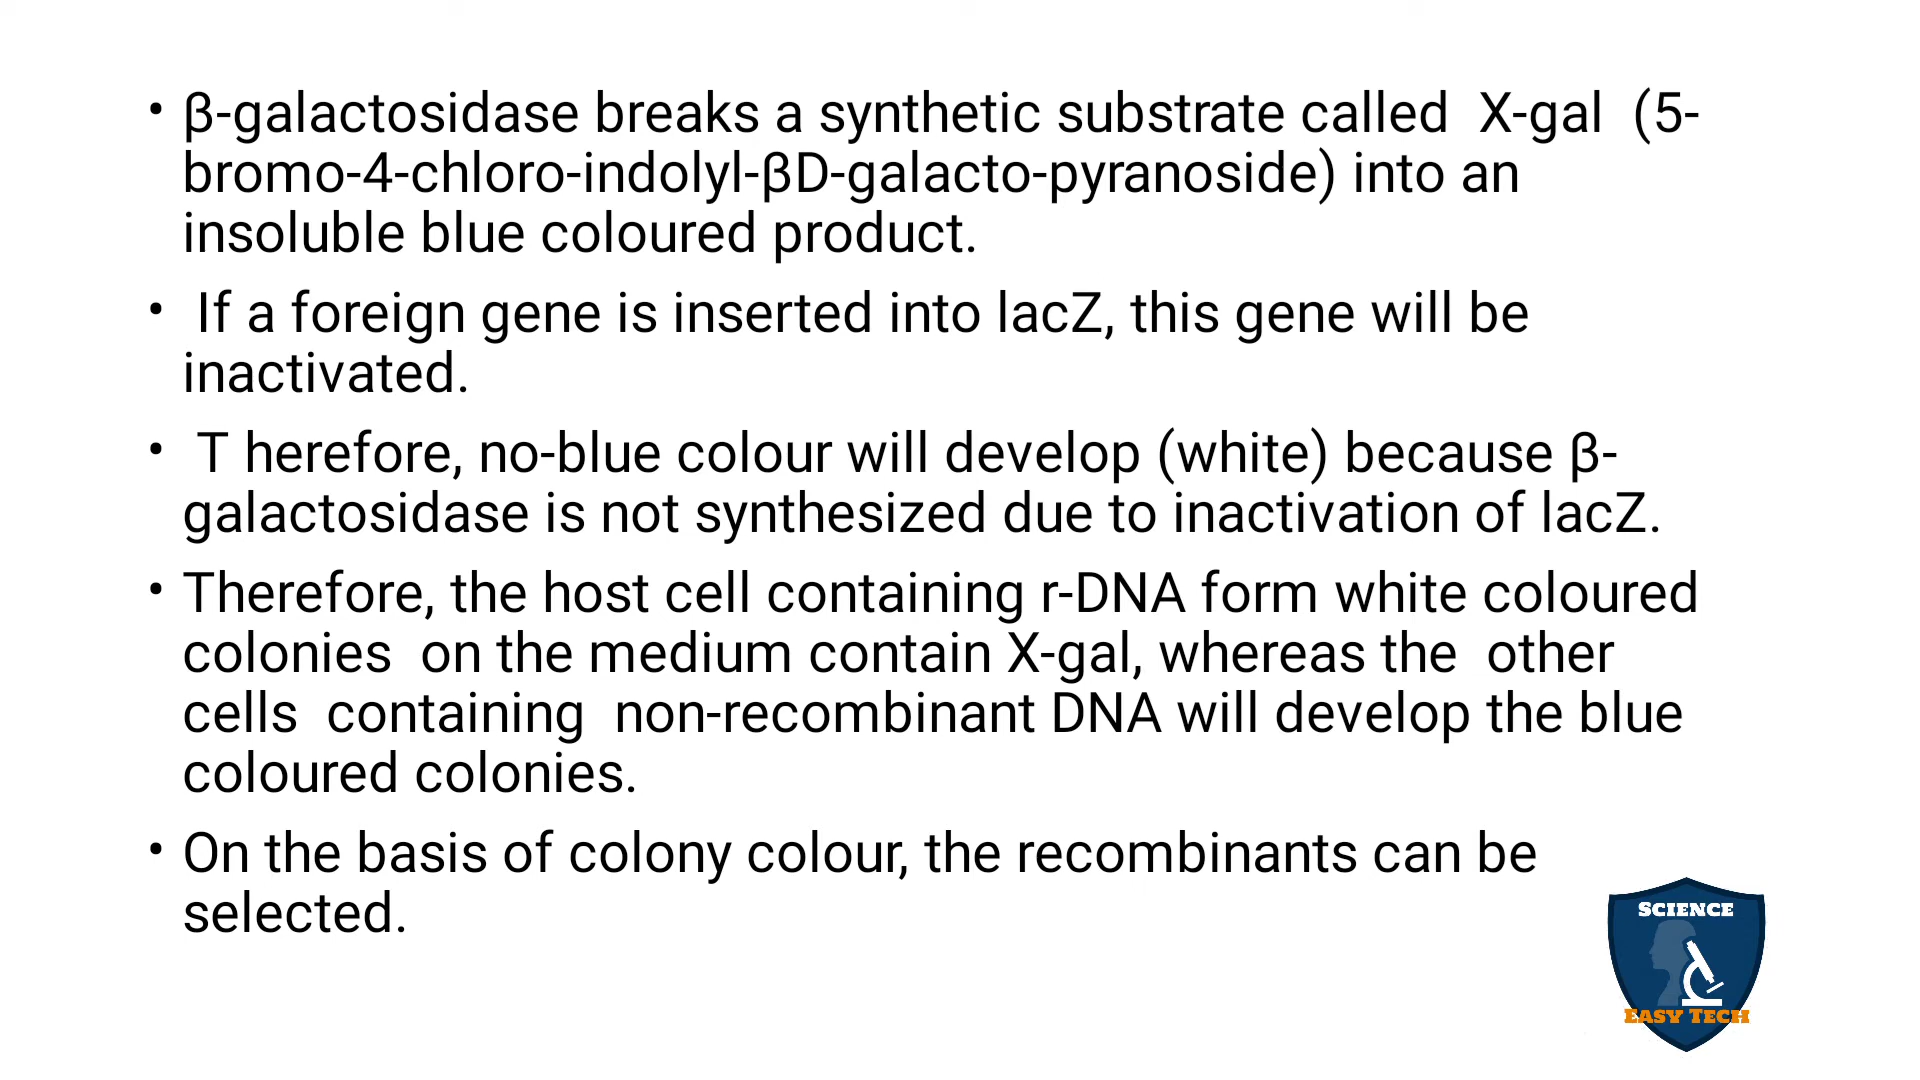 • β-galactosidase breaks a synthetic substrate called X-gal (5-
bromo-4-chloro-indolyl-βD-galacto-pyranoside) into an
insoluble blue coloured product.
• If a foreign gene is inserted into lacZ, this gene will be
inactivated.
• T herefore, no-blue colour will develop (white) because β-
galactosidase is not synthesized due to inactivation of lacZ.
• Therefore, the host cell containing r-DNA form white coloured
colonies on the medium contain X-gal, whereas the other
cells containing non-recombinant DNA will develop the blue
coloured colonies.
• On the basis of colony colour, the recombinants can be
selected.
SCIENCE
EASY TECH